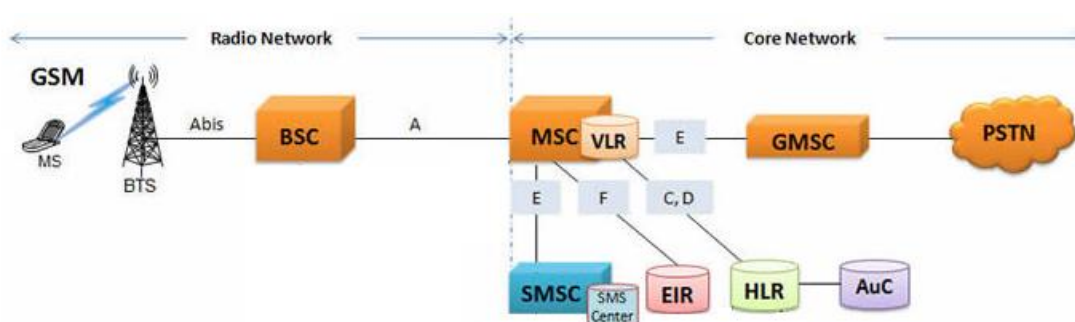 Radio Network
Core Network
GSM
MS
BTS
Abis
BSC
A
MSC
VLR
E
GMSC
PSTN
E
F
C, D
SMSC
SMS
Center
EIR
HLR
AuC